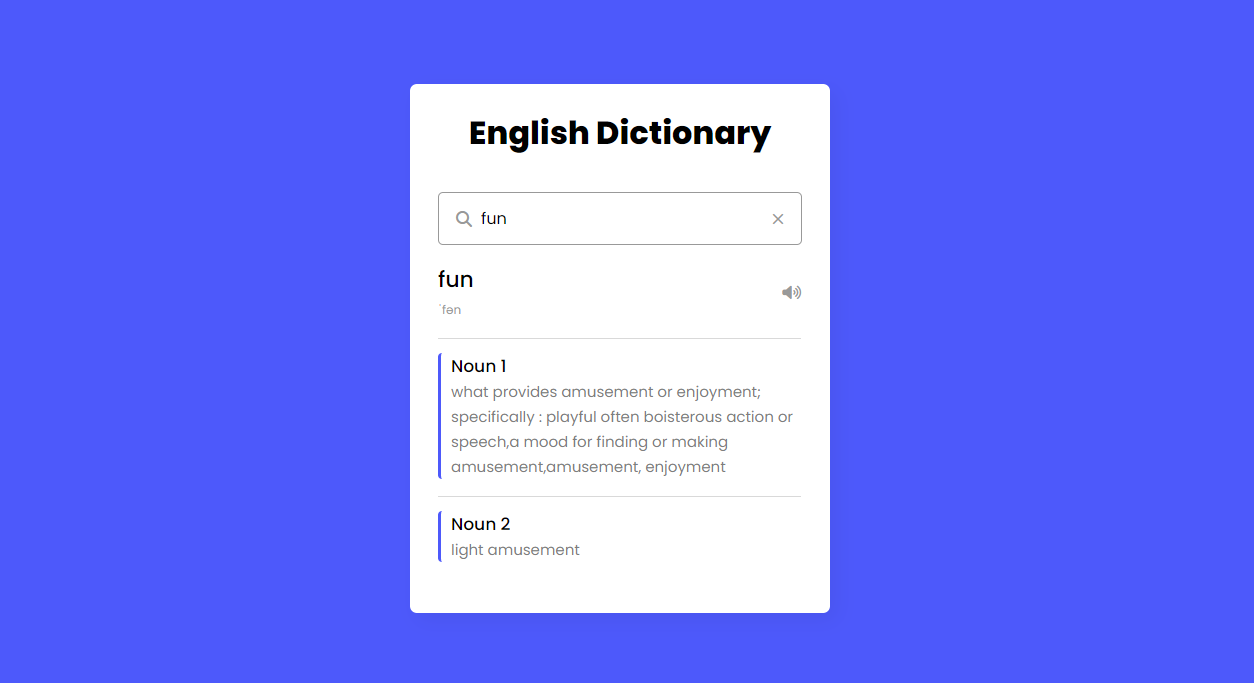 English Dictionary
fun
fun
ˈfən
Noun 1
what provides amusement or enjoyment;
specifically : playful often boisterous action or
speech,a mood for finding or making
amusement,amusement, enjoyment
Noun 2
light amusement